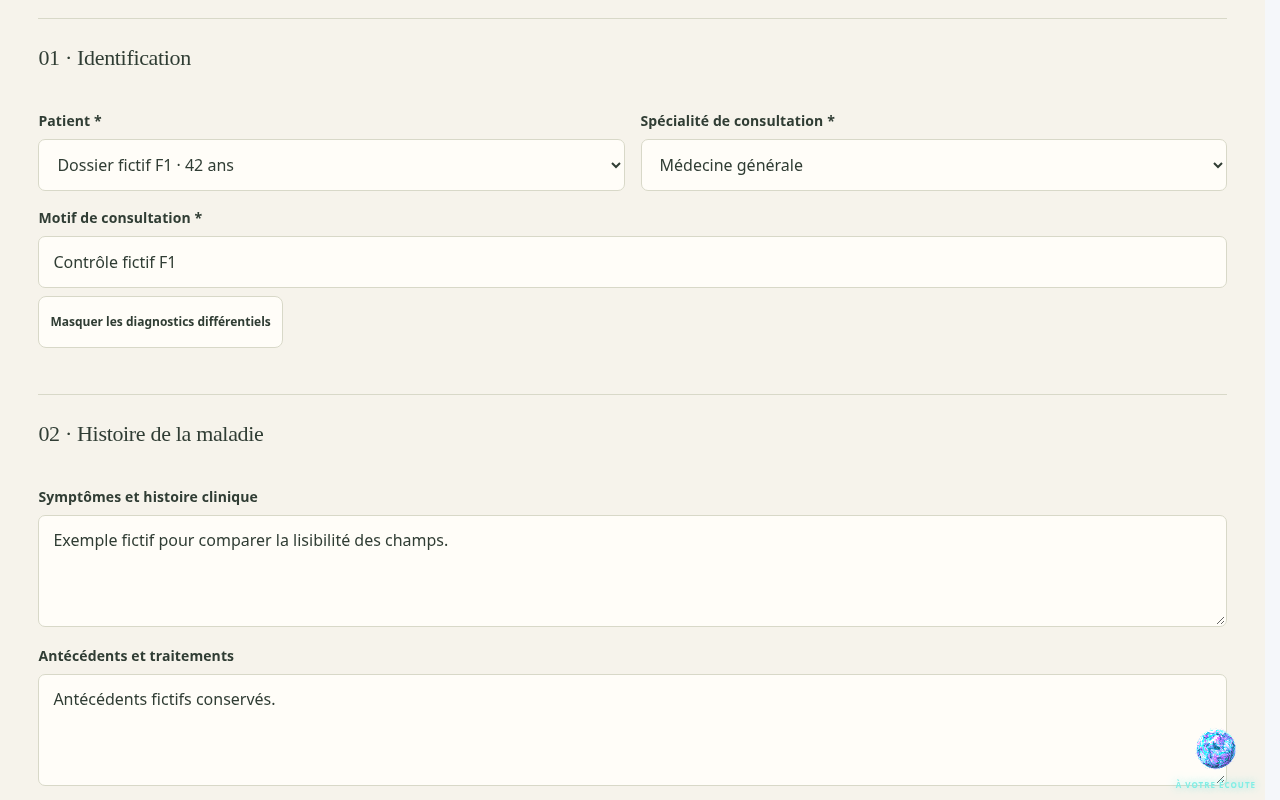 01 · Identification
Patient *
Spécialité de consultation *
Dossier fictif F1 · 42 ans
Médecine générale
Motif de consultation *
Contrôle fictif F1
Masquer les diagnostics différentiels
02 · Histoire de la maladie
Symptômes et histoire clinique
Exemple fictif pour comparer la lisibilité des champs.
Antécédents et traitements
Antécédents fictifs conservés.
À VOTRE ÉCOUTE